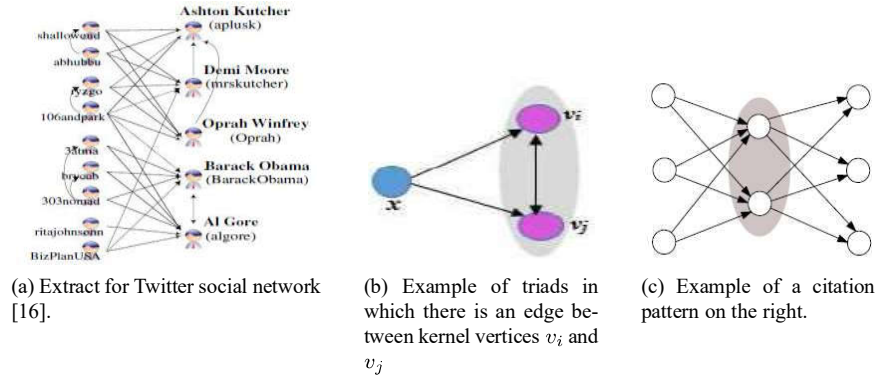 Ashton Kutcher
(aplusk)
shallowend
abhubbu
Demi Moore
(mrskutcher)
ryzgo
106andpark
Oprah Winfrey
(Oprah)
Barack Obama
(BarackObama)
303nomad
Al Gore
(algore)
ritajohnsonn
BizPlanUSA
v_i
x
v_j
(a) Extract for Twitter social network
[16].
(b) Example of triads in
which there is an edge be-
tween kernel vertices v_i and
v_j
(c) Example of a citation
pattern on the right.